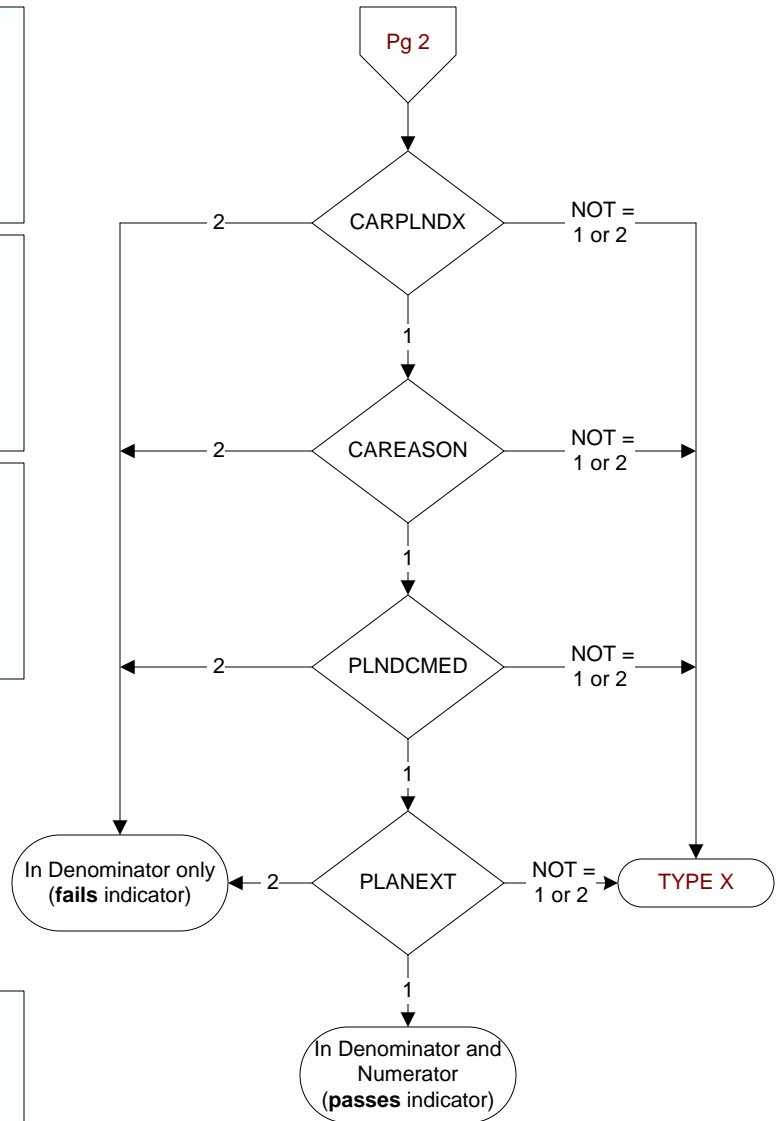 Pg 2
2
CARPLNDX
NOT =
1 or 2
1
2
CAREASON
NOT =
1 or 2
1
2
PLNDCMED
NOT =
1 or 2
1
In Denominator only
(fails indicator)
2
PLANEXT
NOT =
1 or 2
TYPE X
1
In Denominator and
Numerator
(passes indicator)